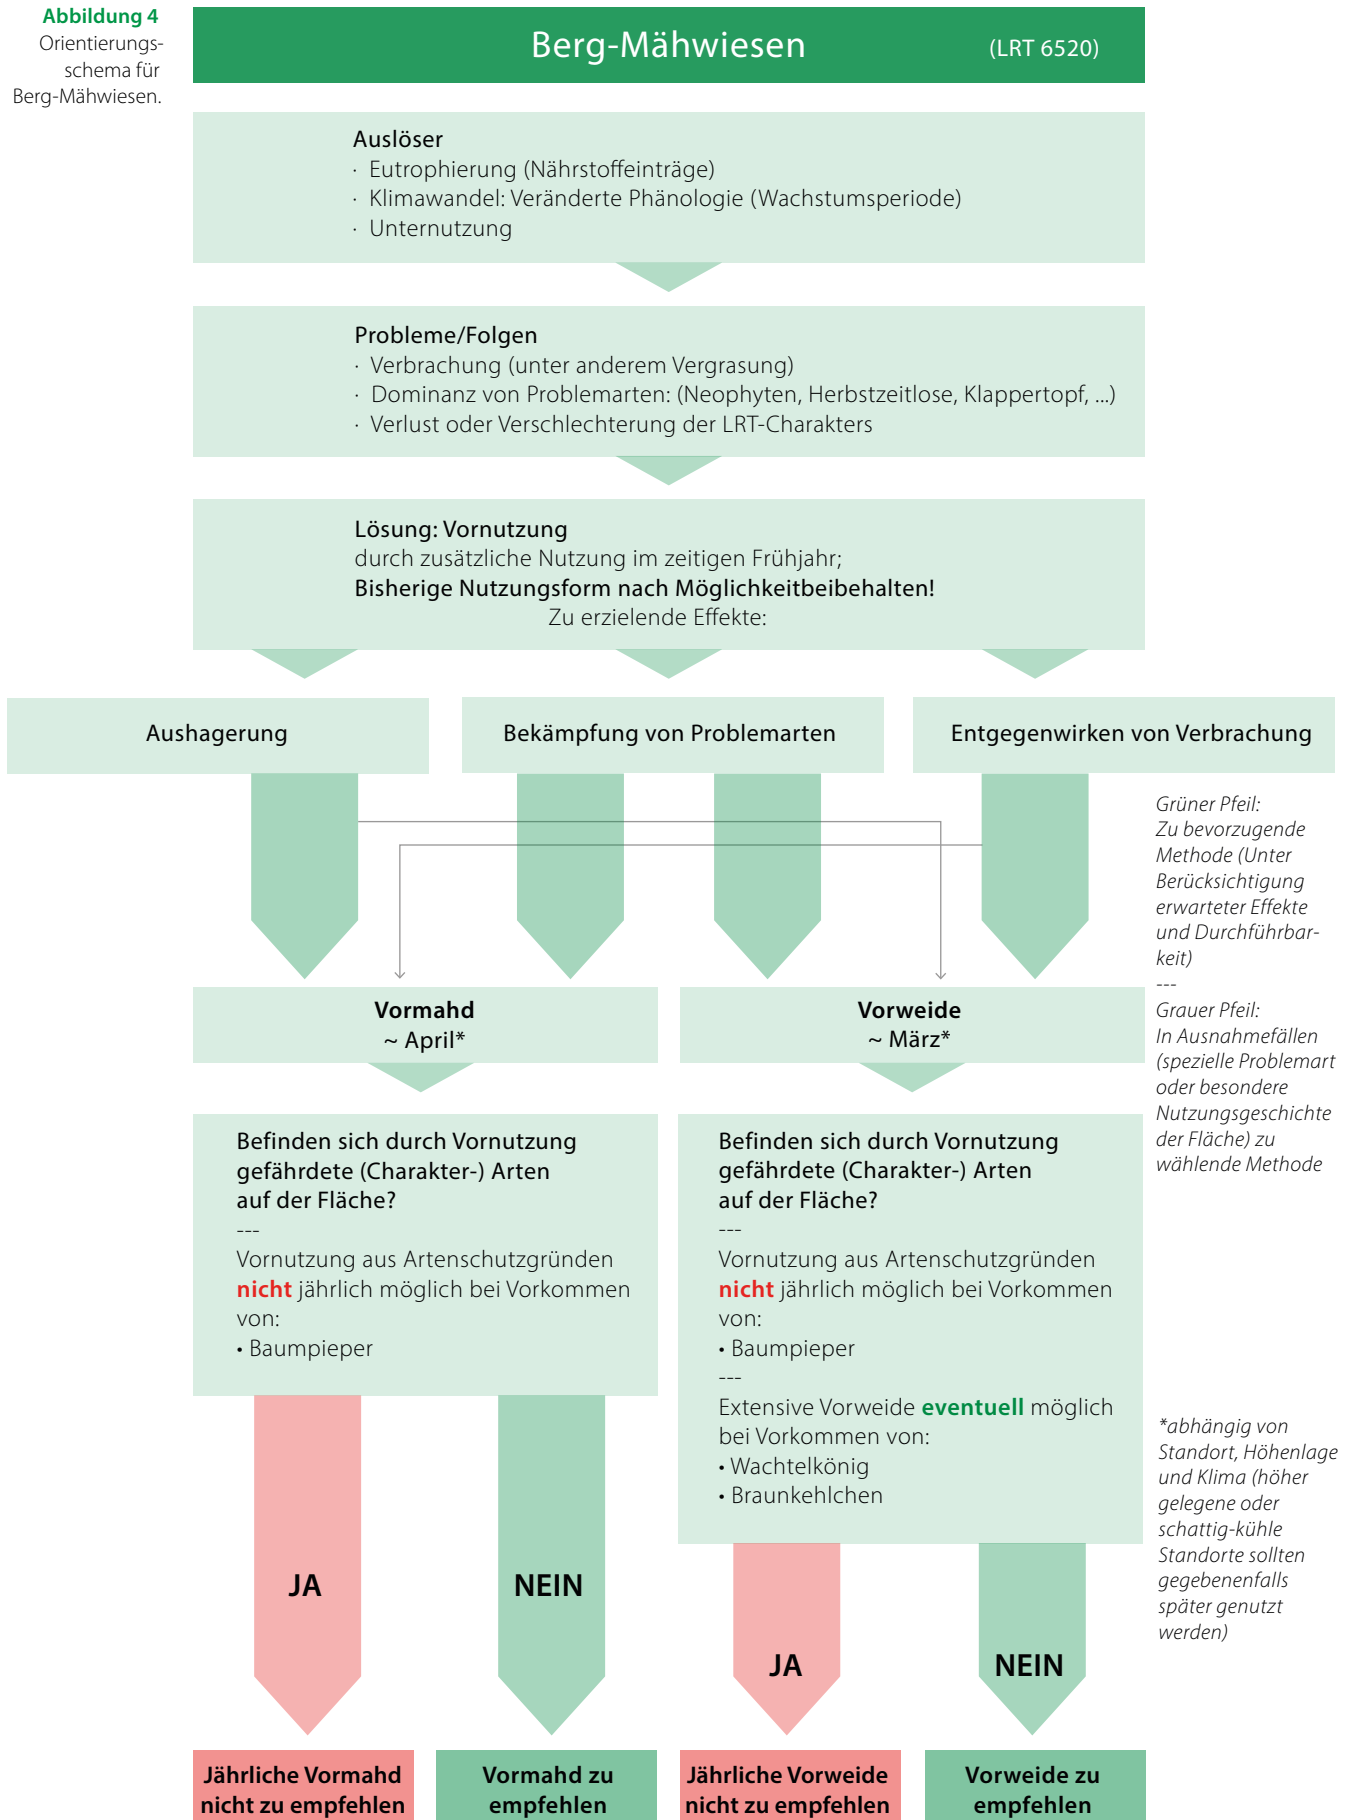 Abbildung 4
Orientierungs-
schema für
Berg-Mähwiesen.
Berg-Mähwiesen (LRT 6520)
Auslöser
· Eutrophierung (Nährstoffeinträge)
· Klimawandel: Veränderte Phänologie (Wachstumsperiode)
· Unternutzung
Probleme/Folgen
· Verbrachung (unter anderem Vergrasung)
· Dominanz von Problemarten: (Neophyten, Herbstzeitlose, Klappertopf, ...)
· Verlust oder Verschlechterung der LRT-Charakters
Lösung: Vornutzung
durch zusätzliche Nutzung im zeitigen Frühjahr;
Bisherige Nutzungsform nach Möglichkeitbeibehalten!
Zu erzielende Effekte:
Aushagerung
Bekämpfung von Problemarten
Entgegenwirken von Verbrachung
Grüner Pfeil:
Zu bevorzugende
Methode (Unter
Berücksichtigung
erwarteter Effekte
und Durchführbar-
keit)
---
Grauer Pfeil:
In Ausnahmefällen
(spezielle Problemart
oder besondere
Nutzungsgeschichte
der Fläche) zu
wählende Methode
Vormahd
~ April*
Vorweide
~ März*
Befinden sich durch Vornutzung
gefährdete (Charakter-) Arten
auf der Fläche?
---
Vornutzung aus Artenschutzgründen
nicht jährlich möglich bei Vorkommen
von:
• Baumpieper
Befinden sich durch Vornutzung
gefährdete (Charakter-) Arten
auf der Fläche?
---
Vornutzung aus Artenschutzgründen
nicht jährlich möglich bei Vorkommen
von:
• Baumpieper
---
Extensive Vorweide eventuell möglich
bei Vorkommen von:
• Wachtelkönig
• Braunkehlchen
*abhängig von
Standort, Höhenlage
und Klima (höher
gelegene oder
schattig-kühle
Standorte sollten
gegebenenfalls
später genutzt
werden)
JA
NEIN
JA
NEIN
Jährliche Vormahd
nicht zu empfehlen
Vormahd zu
empfehlen
Jährliche Vorweide
nicht zu empfehlen
Vorweide zu
empfehlen